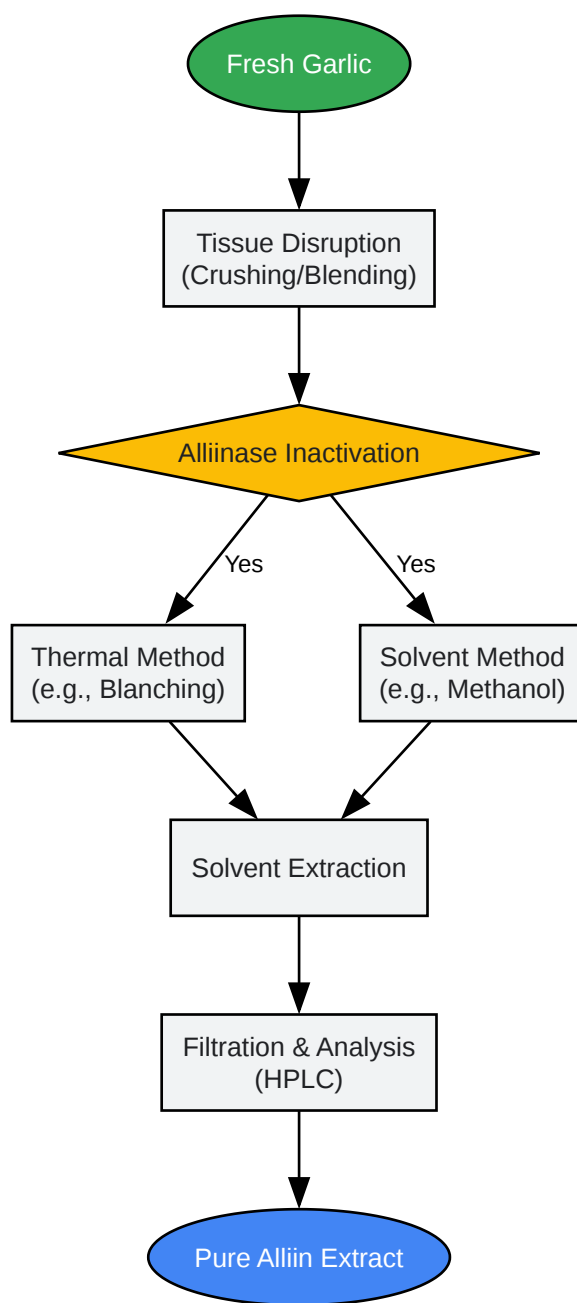 Fresh Garlic
Tissue Disruption
(Crushing/Blending)
Alliinase Inactivation
Yes
Yes
Thermal Method
(e.g., Blanching)
Solvent Method
(e.g., Methanol)
Solvent Extraction
Filtration & Analysis
(HPLC)
Pure Alliin Extract